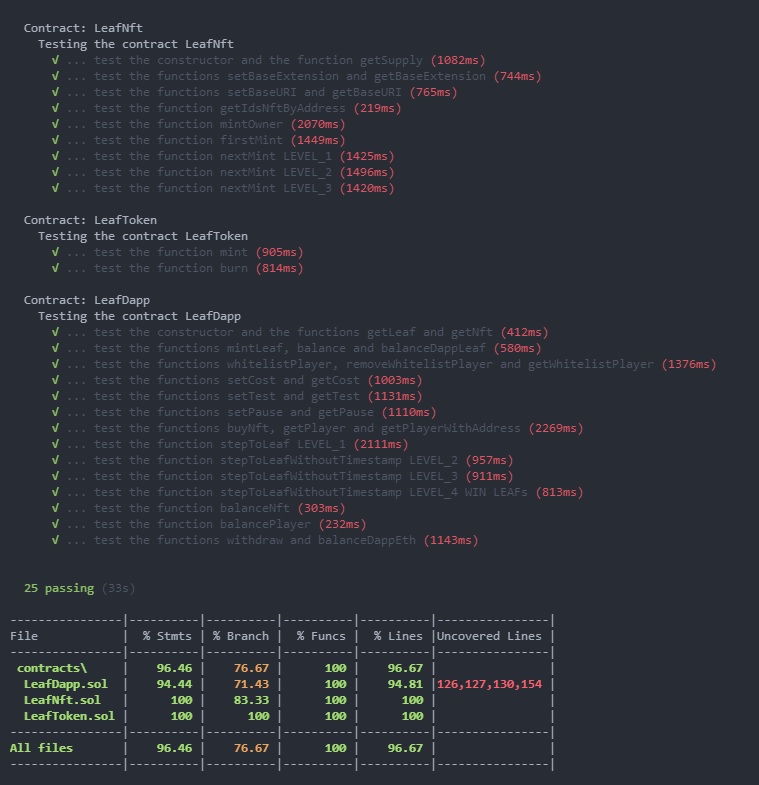 Contract: LeafNft
Testing the contract LeafNft
√ ... test the constructor and the function getSupply (1082ms)
√ ... test the functions setBaseExtension and getBaseExtension (744ms)
√ ... test the functions setBaseURI and getBaseURI (765ms)
√ ... test the function getIdsNftByAddress (219ms)
√ ... test the function mintOwner (2070ms)
√ ... test the function firstMint (1449ms)
√ ... test the function nextMint LEVEL_1 (1425ms)
√ ... test the function nextMint LEVEL_2 (1496ms)
√ ... test the function nextMint LEVEL_3 (1420ms)
Contract: LeafToken
Testing the contract LeafToken
√ ... test the function mint (905ms)
√ ... test the function burn (814ms)
Contract: LeafDapp
Testing the contract LeafDapp
√ ... test the constructor and the functions getLeaf and getNft (412ms)
√ ... test the functions mintLeaf, balance and balanceDappLeaf (580ms)
√ ... test the functions whitelistPlayer, removeWhitelistPlayer and getWhitelistPlayer (1376ms)
√ ... test the functions setCost and getCost (1003ms)
√ ... test the functions setTest and getTest (1131ms)
√ ... test the functions setPause and getPause (1110ms)
√ ... test the functions buyNft, getPlayer and getPlayerWithAddress (2269ms)
√ ... test the function stepToLeaf LEVEL_1 (2111ms)
√ ... test the function stepToLeafWithoutTimestamp LEVEL_2 (957ms)
√ ... test the function stepToLeafWithoutTimestamp LEVEL_3 (911ms)
√ ... test the function stepToLeafWithoutTimestamp LEVEL_4 WIN LEAFs (813ms)
√ ... test the function balanceNft (303ms)
√ ... test the function balancePlayer (232ms)
√ ... test the function withdraw and balanceDappEth (1143ms)
25 passing (33s)
----------------|----------|----------|----------|----------|----------------|
File | % Stmts | % Branch | % Funcs | % Lines |Uncovered Lines |
----------------|----------|----------|----------|----------|----------------|
contracts\ | 96.46 | 76.67 | 100 | 96.67 | |
LeafDapp.sol | 94.44 | 71.43 | 100 | 94.81 |126,127,130,154 |
LeafNft.sol | 100 | 83.33 | 100 | 100 | |
LeafToken.sol | 100 | 100 | 100 | 100 | |
----------------|----------|----------|----------|----------|----------------|
All files | 96.46 | 76.67 | 100 | 96.67 | |
----------------|----------|----------|----------|----------|----------------|